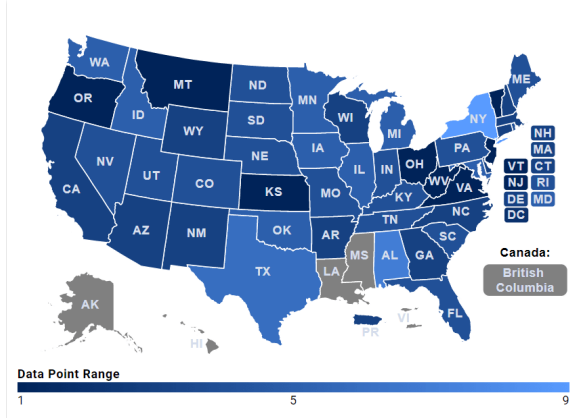 WA
MT
ND
MN
ME
OR
ID
SD
WI
MI
NY
WY
NV
NE
IA
PA
NH
MA
UT
CO
IL
IN
OH
WV
VA
VT
CT
CA
KS
MO
KY
NJ
RI
DE
MD
DC
AZ
NM
OK
AR
TN
NC
SC
TX
LA
MS
AL
GA
FL
Canada:
British
Columbia
AK
HI
PR
VI
Data Point Range
1
5
9